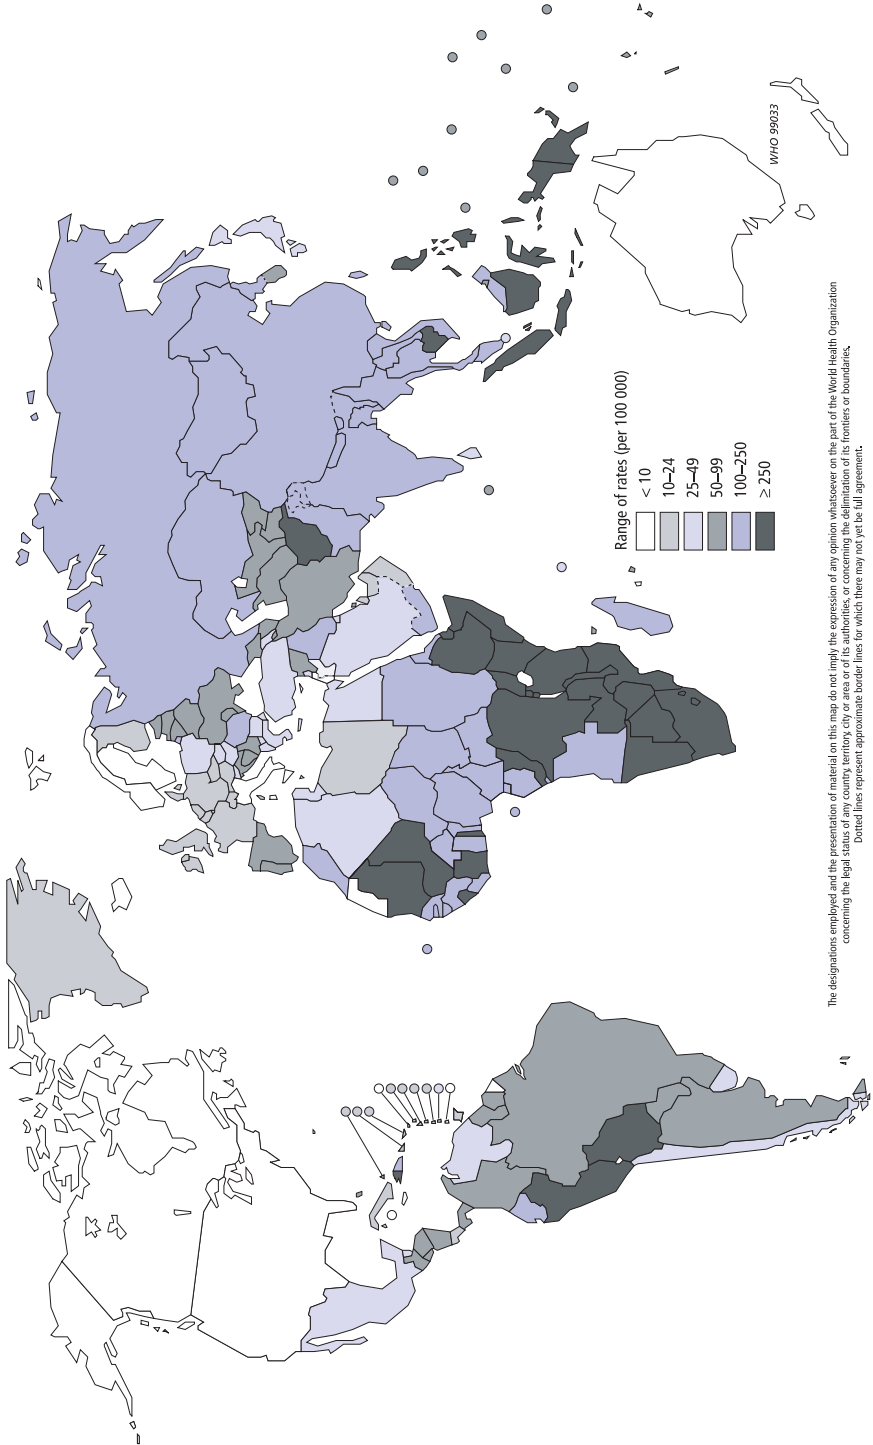 Range of rates (per 100 000)
< 10
10–24
25–49
50–99
100–250
≥ 250
WHO 99033
The designations employed and the presentation of material on this map do not imply the expression of any opinion whatsoever on the part of the World Health Organization
concerning the legal status of any country, territory, city or area or of its authorities, or concerning the delimitation of its frontiers or boundaries.
Dotted lines represent approximate border lines for which there may not yet be full agreement.